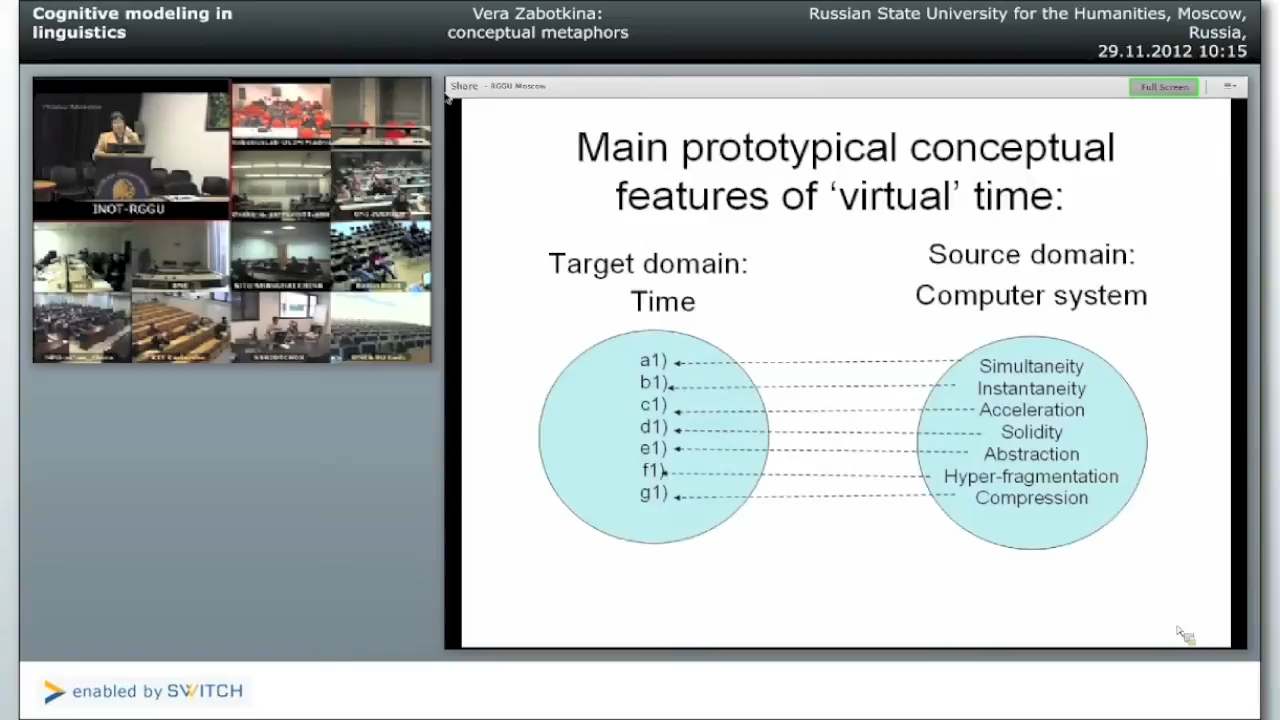 Cognitive modeling in
linguistics
Vera Zabotkina:
conceptual metaphors
Russian State University for the Humanities, Moscow,
Russia,
29.11.2012 10:15
INOT-RGGU
Share - RGGU Moscow
Full Screen
Main prototypical conceptual
features of ‘virtual’ time:
Target domain:
Time
Source domain:
Computer system
a1)
b1)
c1)
d1)
e1)
f1)
g1)
Simultaneity
Instantaneity
Acceleration
Solidity
Abstraction
Hyper-fragmentation
Compression
enabled by SWITCH